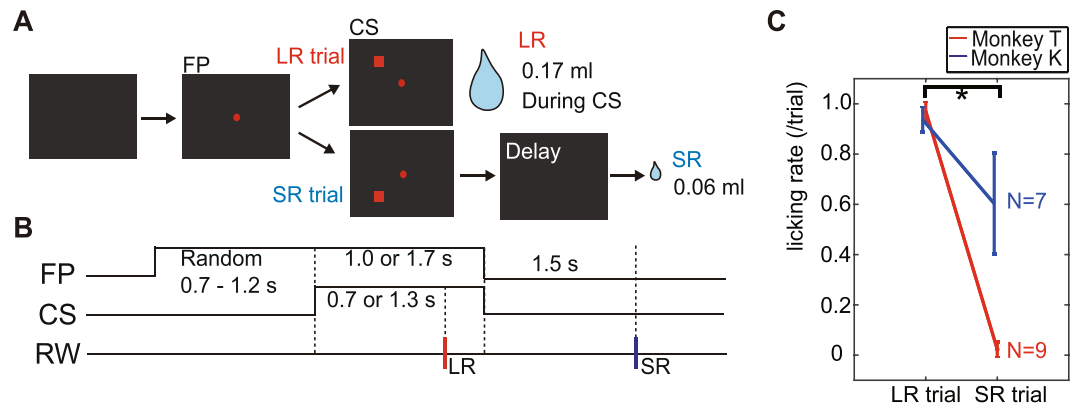 A
FP
LR trial
CS
LR
0.17 ml
During CS
SR trial
Delay
SR
0.06 ml
B
FP
Random
0.7 - 1.2 s
1.0 or 1.7 s
1.5 s
CS
0.7 or 1.3 s
RW
LR
SR
C
Monkey T
Monkey K
*
licking rate (/trial)
1.0
0.8
0.6
0.4
0.2
0
N=7
N=9
LR trial
SR trial